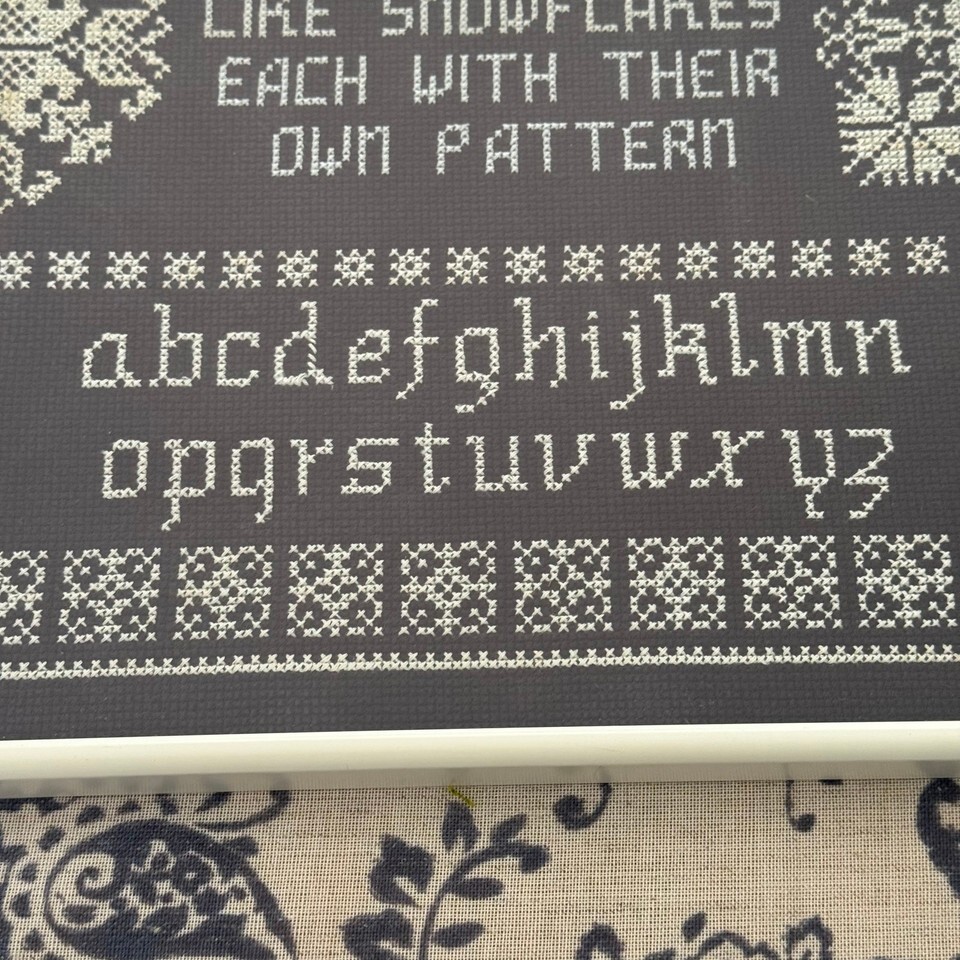 LIKE SNOWFLAKES
EACH WITH THEIR
OWN PATTERN
abcdefghijklmn
opqrstuvwxyz